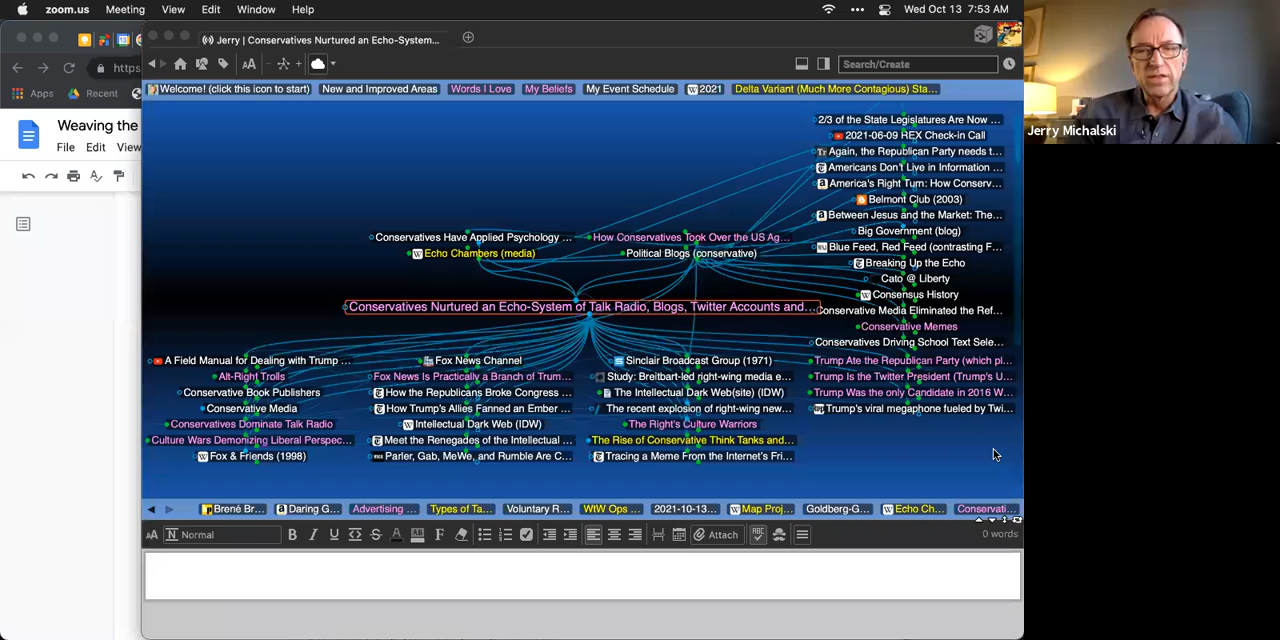 zoom.us Meeting View Edit Window Help
Wed Oct 13 7:53 AM
Jerry | Conservatives Nurtured an Echo-System...
https
AA
Search/Create
Apps
Recent
Welcome! (click this icon to start)
New and Improved Areas
Words I Love
My Beliefs
My Event Schedule
2021
Delta Variant (Much More Contagious) Sta...
Weaving the
File Edit View
Jerry Michalski
2/3 of the State Legislatures Are Now ...
2021-06-09 REX Check-in Call
Again, the Republican Party needs t...
Americans Don't Live in Information ...
America's Right Turn: How Conserv...
Belmont Club (2003)
Between Jesus and the Market: The...
Big Government (blog)
Blue Feed, Red Feed (contrasting F...
Breaking Up the Echo
Cato @ Liberty
Consensus History
Conservative Media Eliminated the Ref...
Conservative Memes
Conservatives Driving School Text Sele...
Conservatives Have Applied Psychology ...
How Conservatives Took Over the US Ag...
Echo Chambers (media)
Political Blogs (conservative)
Conservatives Nurtured an Echo-System of Talk Radio, Blogs, Twitter Accounts and...
A Field Manual for Dealing with Trump ...
Alt-Right Trolls
Conservative Book Publishers
Conservative Media
Conservatives Dominate Talk Radio
Culture Wars Demonizing Liberal Perspec...
Fox & Friends (1998)
Fox News Channel
Fox News Is Practically a Branch of Trum...
How the Republicans Broke Congress ...
How Trump's Allies Fanned an Ember ...
Intellectual Dark Web (IDW)
Meet the Renegades of the Intellectual ...
Parler, Gab, MeWe, and Rumble Are C...
Sinclair Broadcast Group (1971)
Study: Breitbart-led right-wing media e...
The Intellectual Dark Web(site) (IDW)
The recent explosion of right-wing new...
The Right's Culture Warriors
The Rise of Conservative Think Tanks and...
Tracing a Meme From the Internet's Fri...
Trump Ate the Republican Party (which pl...
Trump Is the Twitter President (Trump's U...
Trump Was the only Candidate in 2016 W...
Trump's viral megaphone fueled by Twi...
Brené Br...
Daring G...
Advertising ...
Types of Ta...
Voluntary R...
WtW Ops ...
2021-10-13...
Map Proj...
Goldberg-G...
Echo Ch...
Conservati...
AA N Normal B I U S A F Attach ABC
0 words